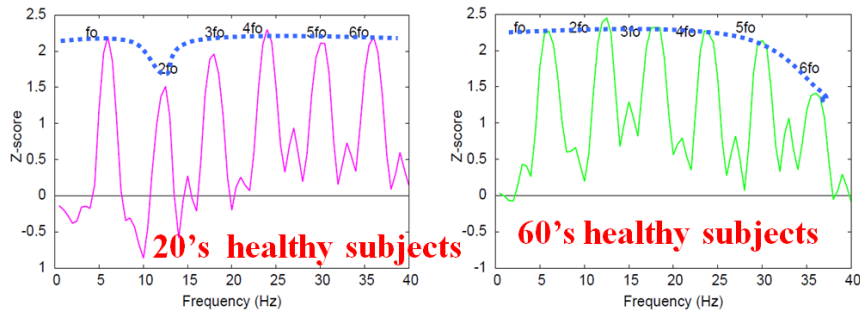 2.5
2
1.5
1
0.5
0
-0.5
1
Z-score
fo
2fo
3fo
4fo
5fo
6fo
20's healthy subjects
0 5 10 15 20 25 30 35 40
Frequency (Hz)
2.5
2
1.5
1
0.5
0
-0.5
-1
Z-score
fo
2fo
3fo
4fo
5fo
6fo
60's healthy subjects
0 5 10 15 20 25 30 35 40
Frequency (Hz)